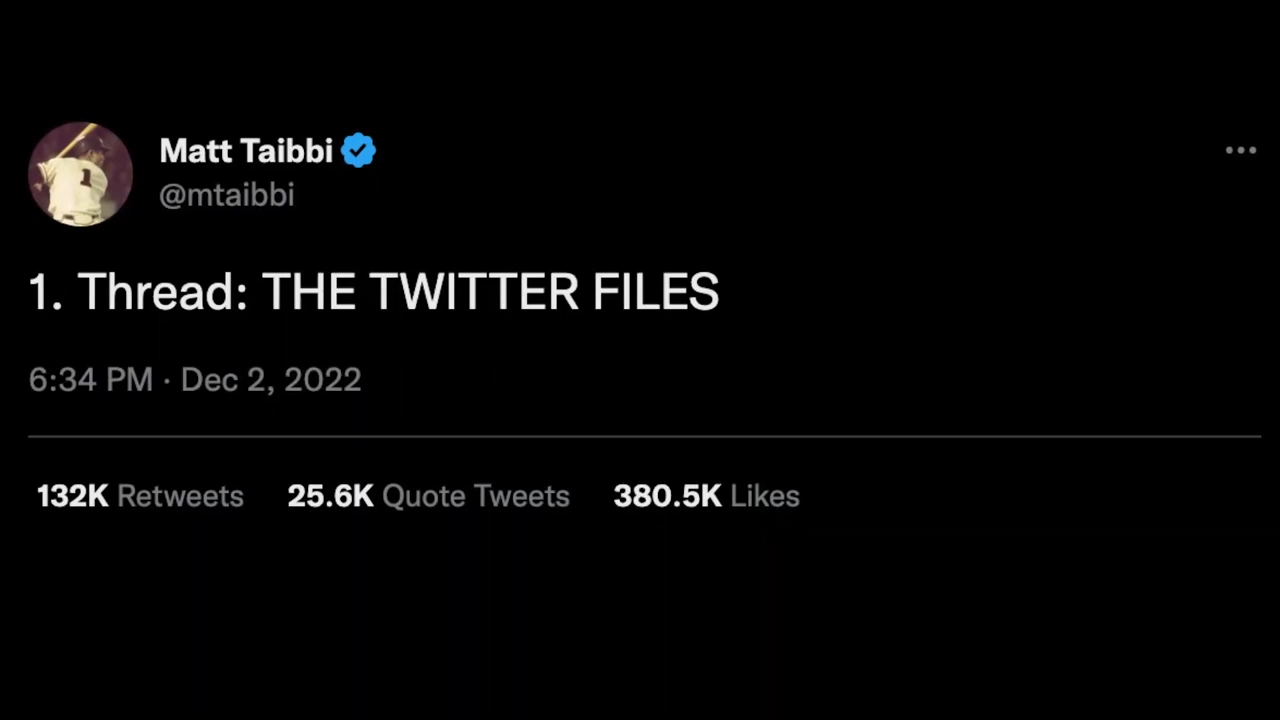 Matt Taibbi
@mtaibbi
1
1. Thread: THE TWITTER FILES
6:34 PM · Dec 2, 2022
132K Retweets 25.6K Quote Tweets 380.5K Likes